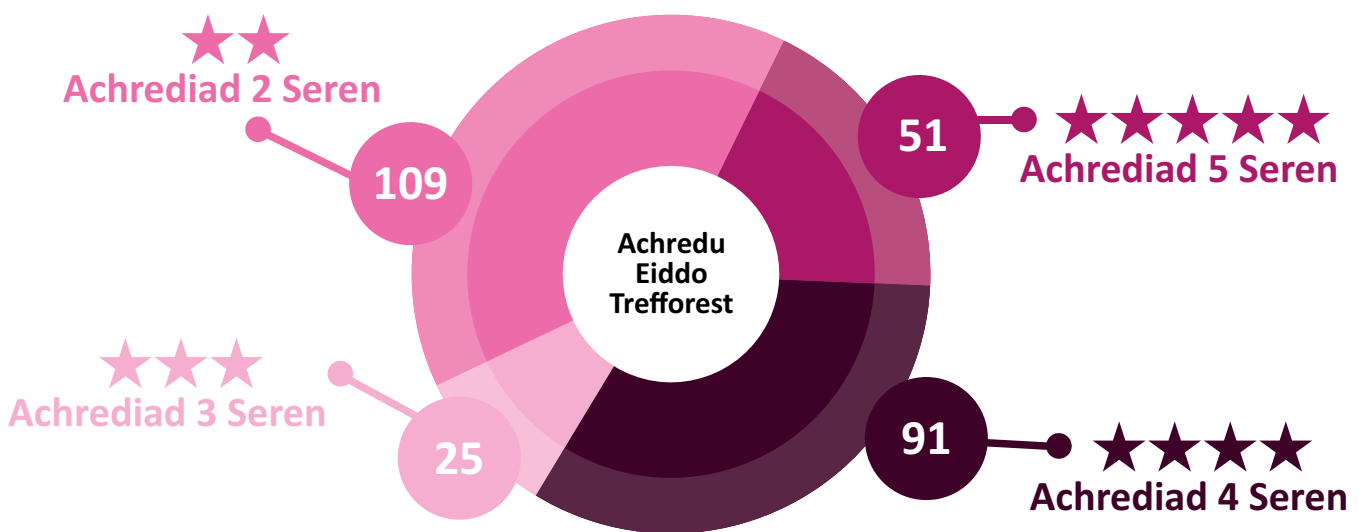 Achrediad 2 Seren
109
51
Achrediad 5 Seren
Achredu
Eiddo
Trefforest
Achrediad 3 Seren
25
91
Achrediad 4 Seren